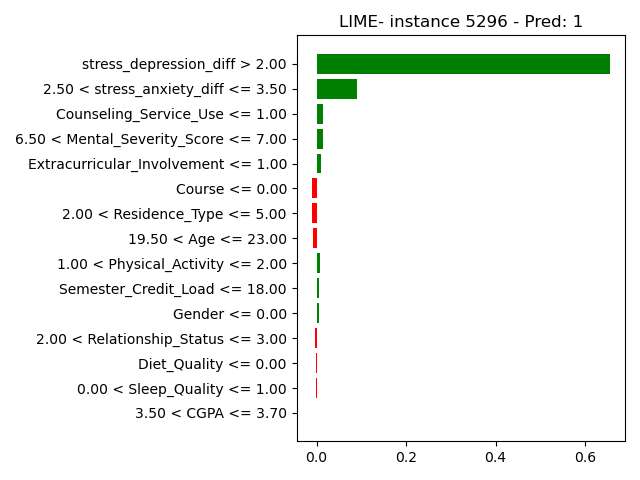 LIME- instance 5296 - Pred: 1
stress_depression_diff > 2.00
2.50 < stress_anxiety_diff <= 3.50
Counseling_Service_Use <= 1.00
6.50 < Mental_Severity_Score <= 7.00
Extracurricular_Involvement <= 1.00
Course <= 0.00
2.00 < Residence_Type <= 5.00
19.50 < Age <= 23.00
1.00 < Physical_Activity <= 2.00
Semester_Credit_Load <= 18.00
Gender <= 0.00
2.00 < Relationship_Status <= 3.00
Diet_Quality <= 0.00
0.00 < Sleep_Quality <= 1.00
3.50 < CGPA <= 3.70
0.0 0.2 0.4 0.6